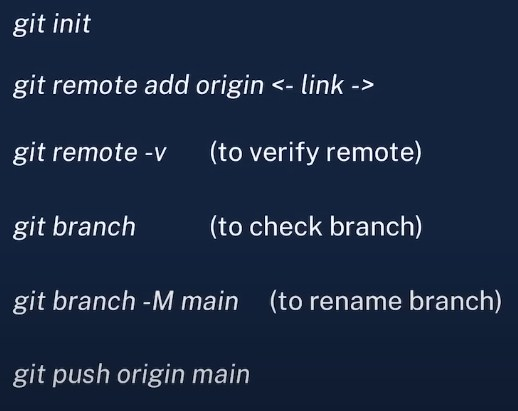 git init
git remote add origin <- link ->
git remote -v (to verify remote)
git branch (to check branch)
git branch -M main (to rename branch)
git push origin main